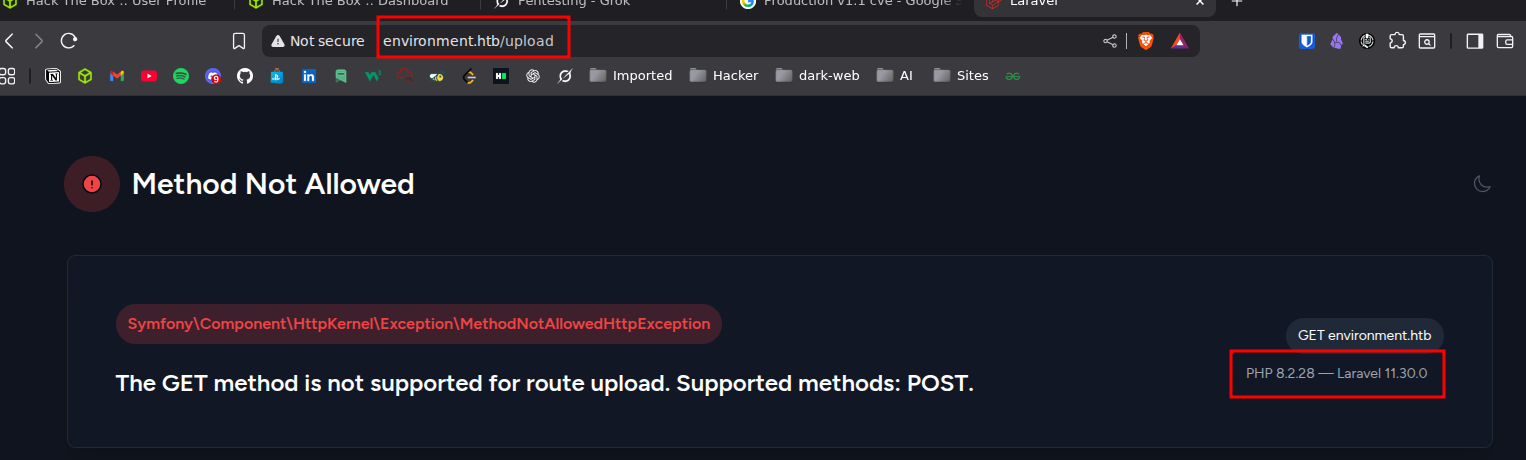 Hack The Box :: User Profile
Hack The Box :: Dashboard
Pentesting - Grok
Production v1.1 cve - Google
Laravel
Not secure
environment.htb/upload
Imported
Hacker
dark-web
AI
Sites
Method Not Allowed
Symfony\Component\HttpKernel\Exception\MethodNotAllowedHttpException
GET environment.htb
PHP 8.2.28 — Laravel 11.30.0
The GET method is not supported for route upload. Supported methods: POST.